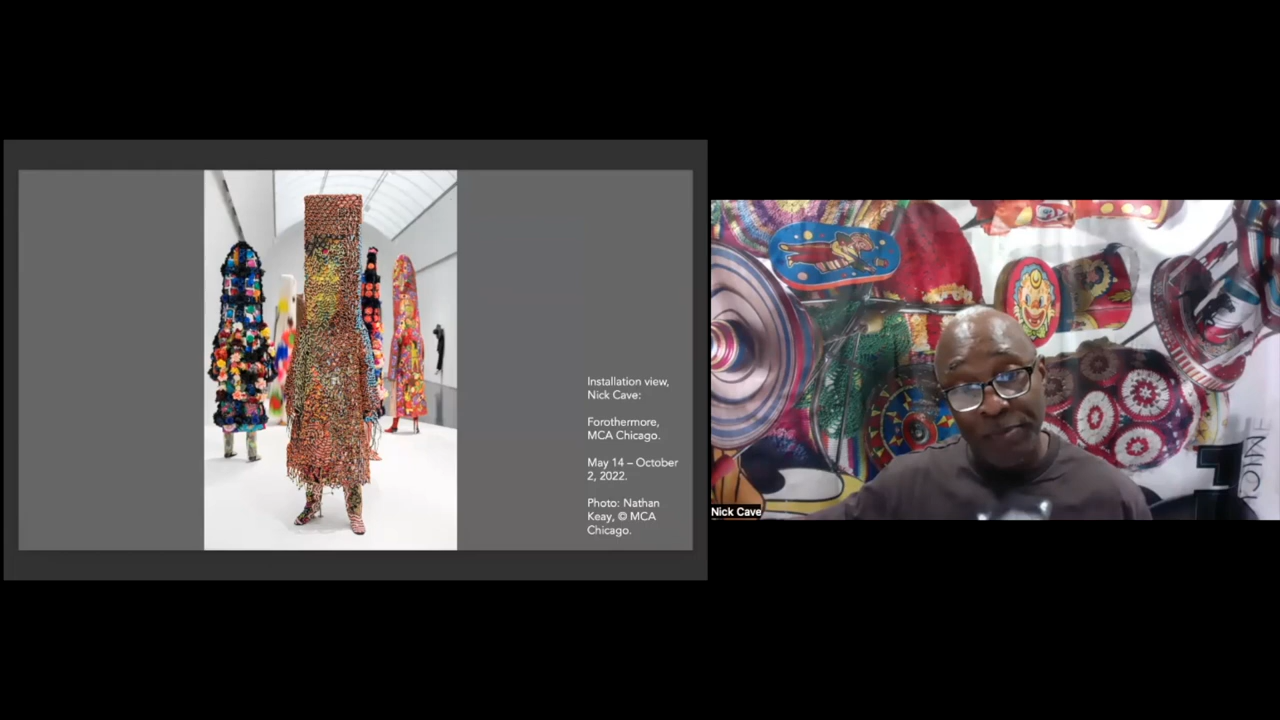 Installation view,
Nick Cave:
Forothermore,
MCA Chicago.
May 14 – October
2, 2022.
Photo: Nathan
Keay, © MCA
Chicago.
Nick Cave